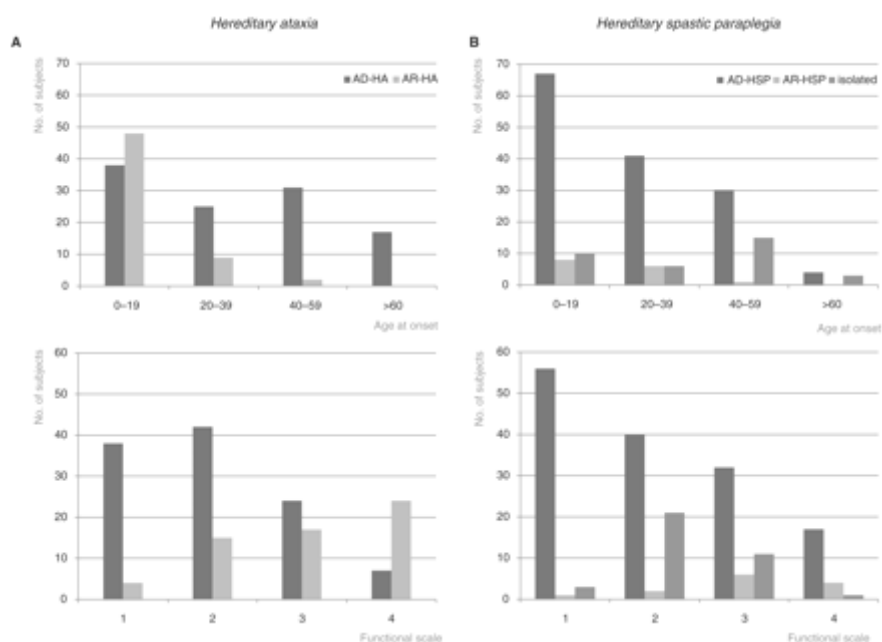 Hereditary ataxia
A
No. of subjects
70
60
50
40
30
20
10
0
AD-HA AR-HA
0–19 20–39 40–59 >60
Age at onset
No. of subjects
60
50
40
30
20
10
0
1 2 3 4
Functional scale
Hereditary spastic paraplegia
B
No. of subjects
70
60
50
40
30
20
10
0
AD-HSP AR-HSP isolated
0–19 20–39 40–59 >60
Age at onset
No. of subjects
60
50
40
30
20
10
0
1 2 3 4
Functional scale